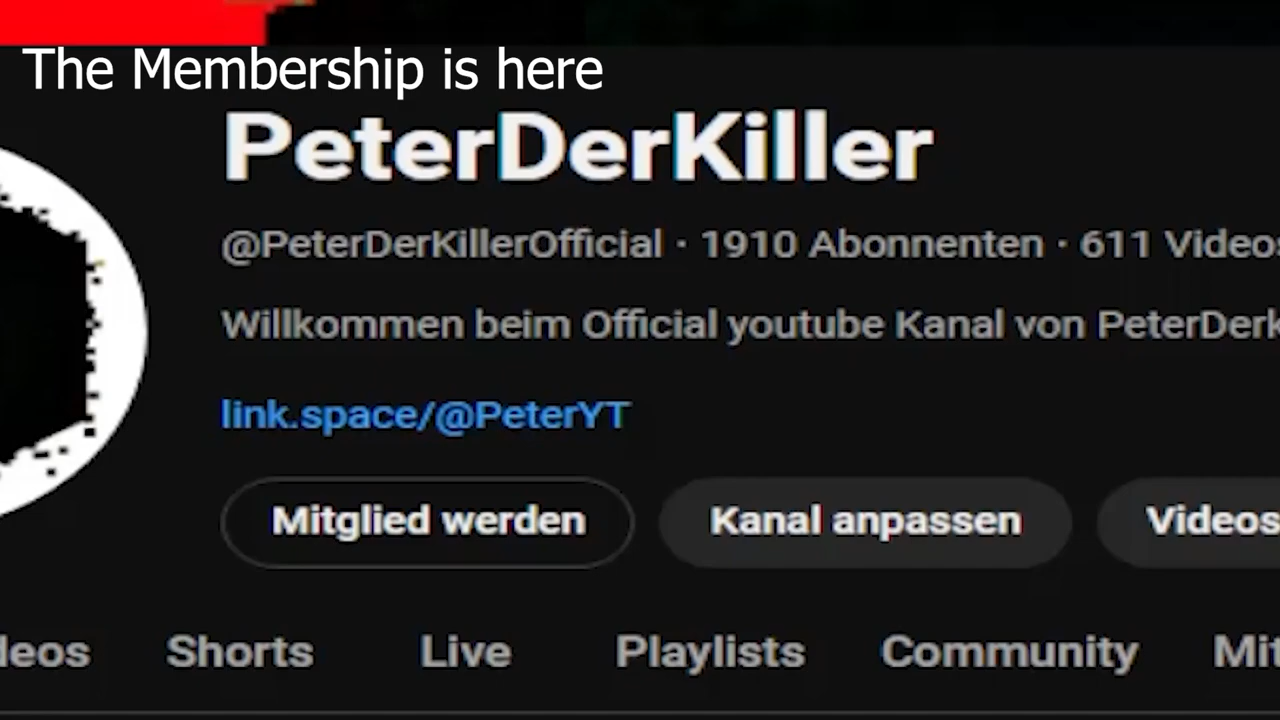 The Membership is here
PeterDerKiller
@PeterDerKillerOfficial · 1910 Abonnenten · 611 Videos
Willkommen beim Official youtube Kanal von
link.space/@PeterYT
Mitglied werden Kanal anpassen Videos
Shorts Live Playlists Community